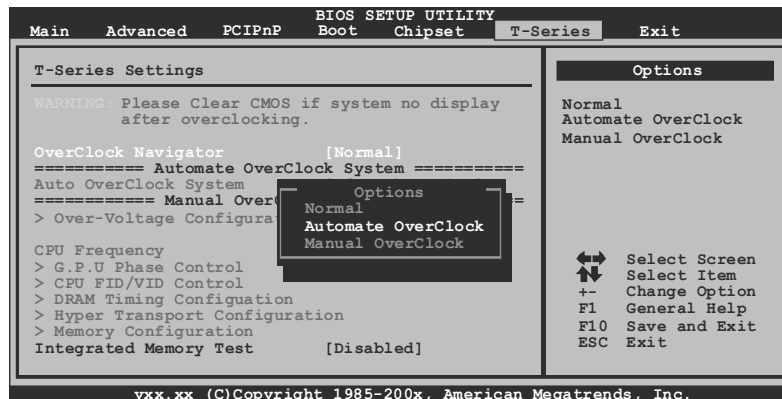 BIOS SETUP UTILITY
Main Advanced PCIPnP Boot Chipset T-Series Exit
T-Series Settings
WARNING: Please Clear CMOS if system no display
after overclocking.
OverClock Navigator [Normal]
=========== Automate OverClock System ===========
Auto OverClock System
============ Manual Over
> Over-Voltage Configura
CPU Frequency
> G.P.U Phase Control
> CPU FID/VID Control
> DRAM Timing Configuation
> Hyper Transport Configuration
> Memory Configuration
Integrated Memory Test [Disabled]
Options
Normal
Automate OverClock
Manual OverClock
Options
Normal
Automate OverClock
Manual OverClock
Select Screen
Select Item
+- Change Option
F1 General Help
F10 Save and Exit
ESC Exit
vxx.xx (C)Copyright 1985-200x, American Megatrends, Inc.